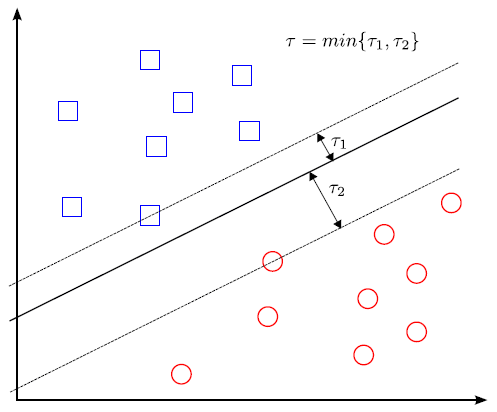 τ = min{τ₁, τ₂}
τ₁
τ₂